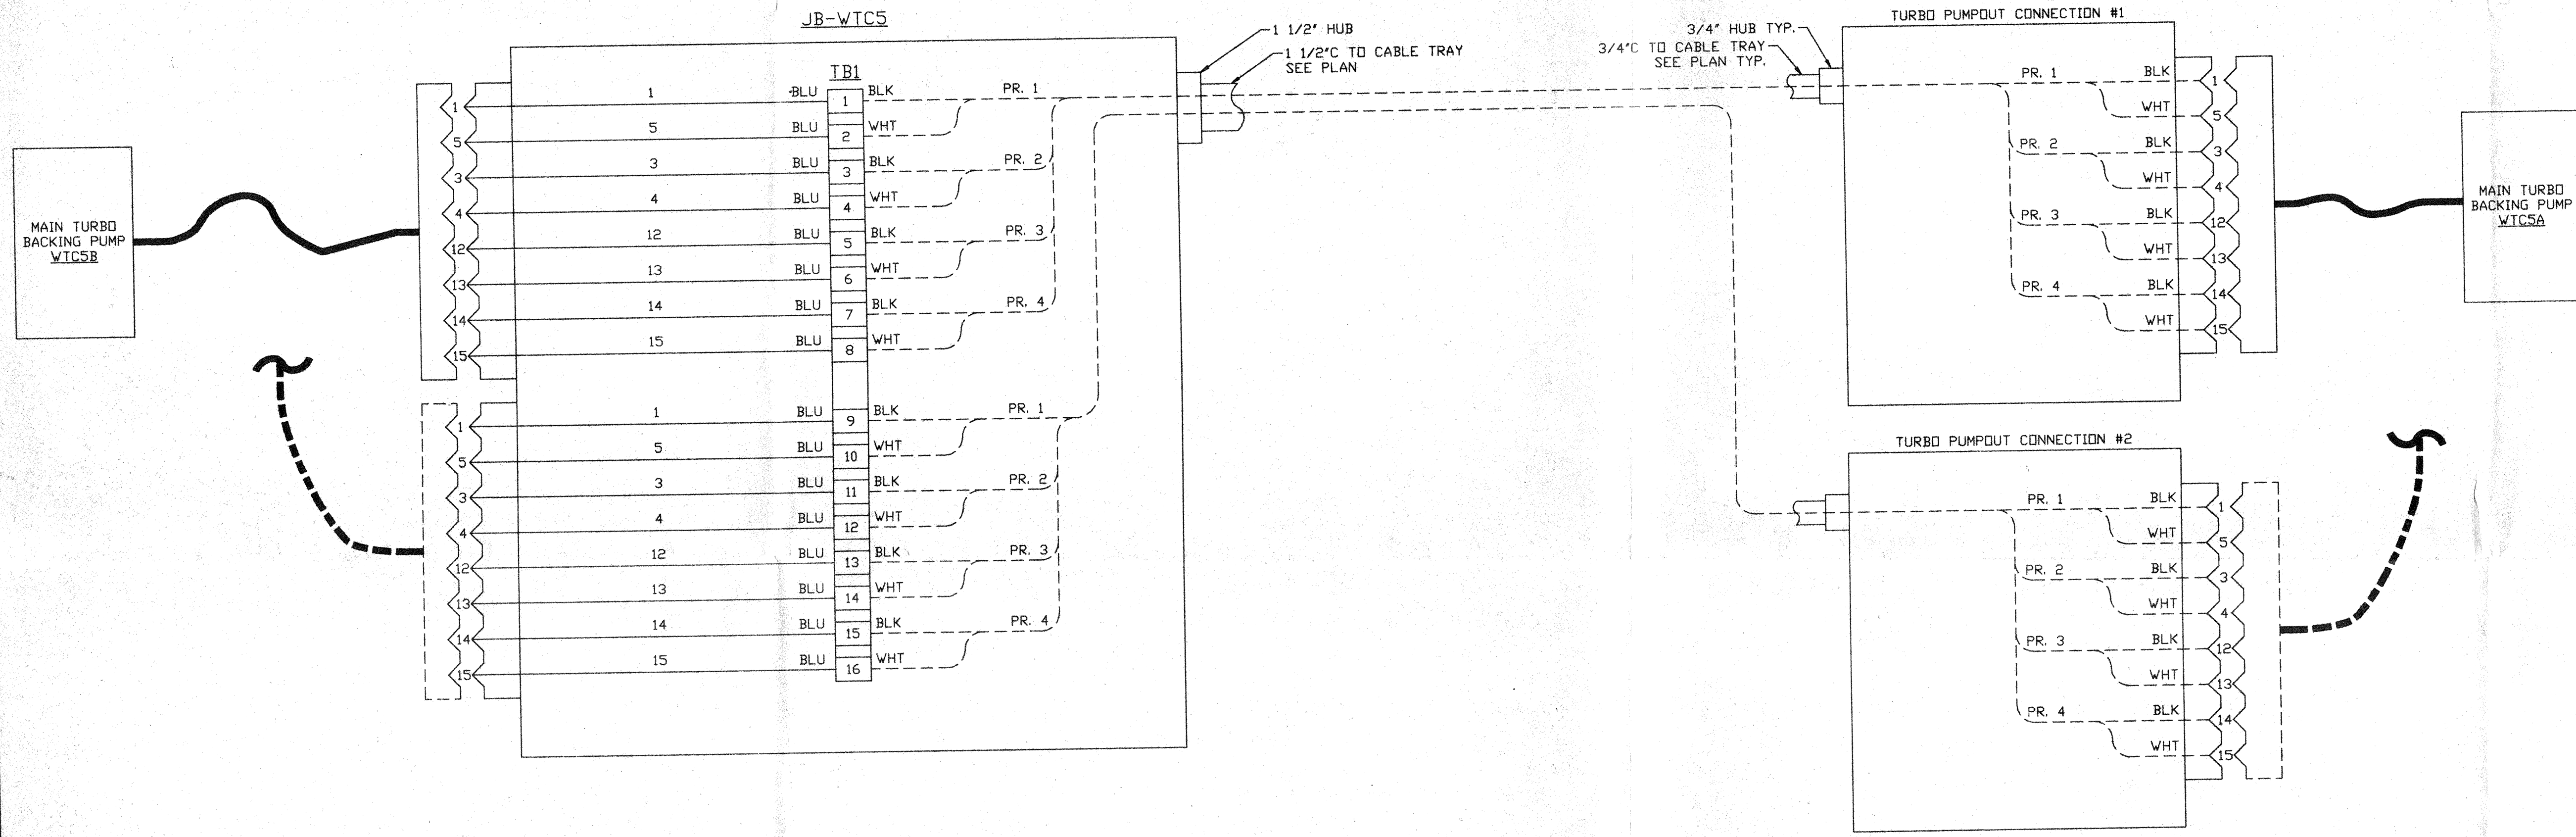 JB-WTC5
TB1
1 1/2" HUB
1 1/2"C TO CABLE TRAY
SEE PLAN
3/4" HUB TYP.
3/4"C TO CABLE TRAY
SEE PLAN TYP.
TURBO PUMPOUT CONNECTION #1
MAIN TURBO
BACKING PUMP
WTC5B
1 1 BLU 1 BLK PR. 1
5 5 BLU 2 WHT
3 3 BLU 3 BLK PR. 2
4 4 BLU 4 WHT
12 12 BLU 5 BLK PR. 3
13 13 BLU 6 WHT
14 14 BLU 7 BLK PR. 4
15 15 BLU 8 WHT
1 1 BLU 9 BLK PR. 1
5 5 BLU 10 WHT
3 3 BLU 11 BLK PR. 2
4 4 BLU 12 WHT
12 12 BLU 13 BLK PR. 3
13 13 BLU 14 WHT
14 14 BLU 15 BLK PR. 4
15 15 BLU 16 WHT
PR. 1 BLK 1
WHT 5
PR. 2 BLK 3
WHT 4
PR. 3 BLK 12
WHT 13
PR. 4 BLK 14
WHT 15
MAIN TURBO
BACKING PUMP
WTC5A
TURBO PUMPOUT CONNECTION #2
PR. 1 BLK 1
WHT 5
PR. 2 BLK 3
WHT 4
PR. 3 BLK 12
WHT 13
PR. 4 BLK 14
WHT 15